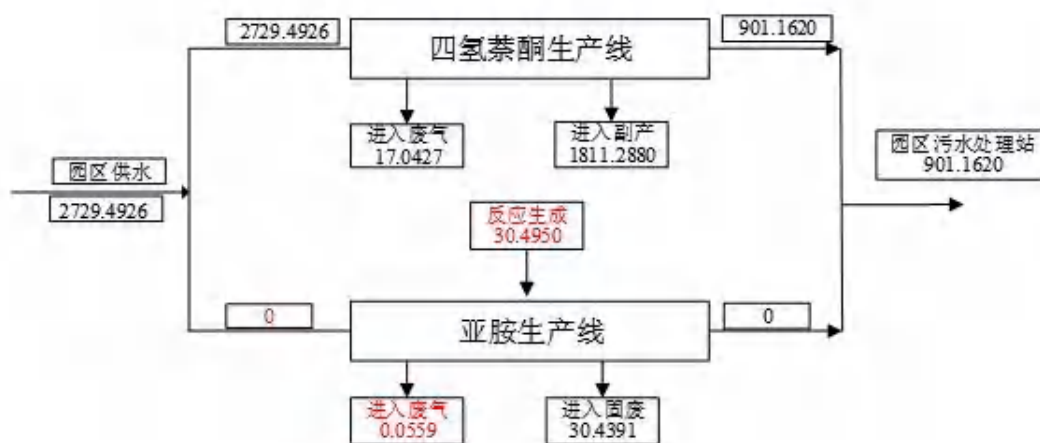 2729.4926
四氢萘酮生产线
901.1620
进入废气
17.0427
进入副产
1811.2880
园区供水
2729.4926
园区污水处理站
901.1620
反应生成
30.4950
0
亚胺生产线
0
进入废气
0.0559
进入固废
30.4391